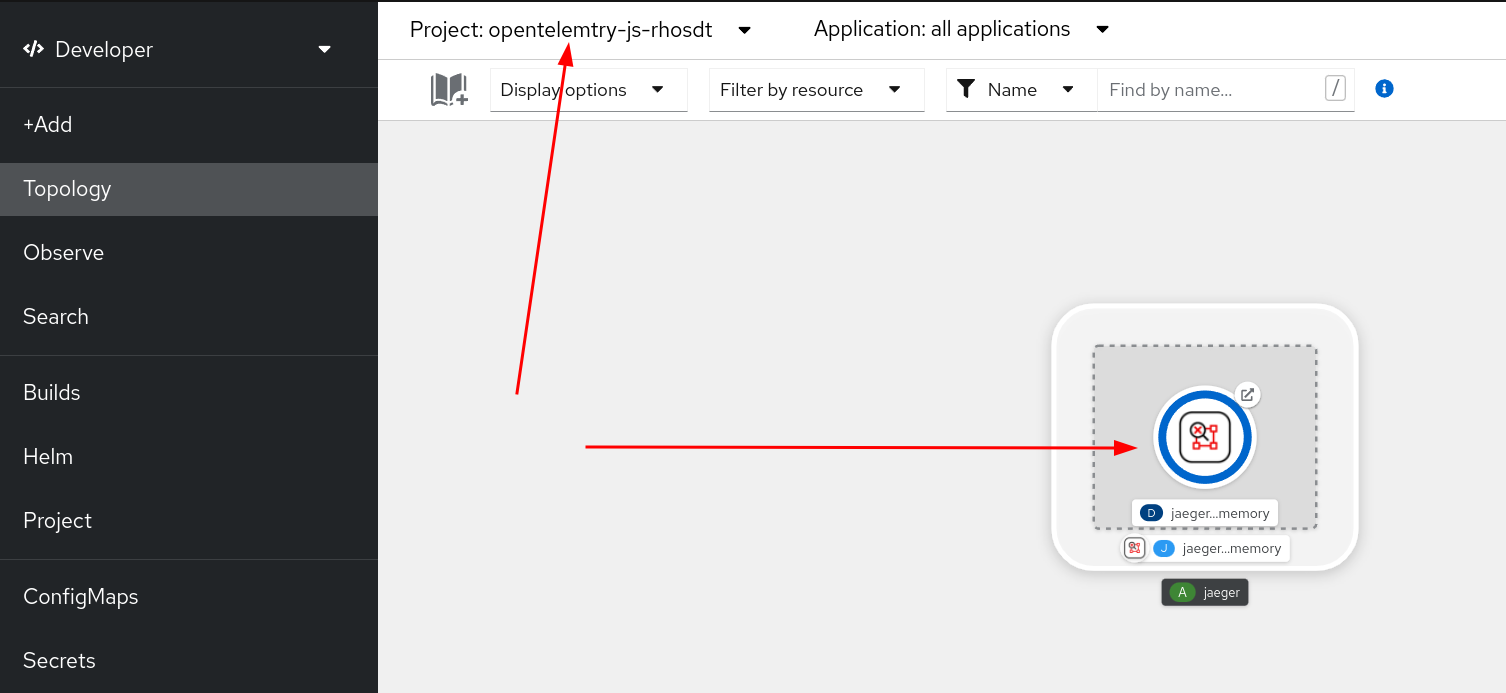 Developer
+Add
Topology
Observe
Search
Builds
Helm
Project
ConfigMaps
Secrets
Project: opentelemtry-js-rhosdt Application: all applications
Display options Filter by resource Name Find by name... /
D jaeger...memory
J jaeger...memory
A jaeger